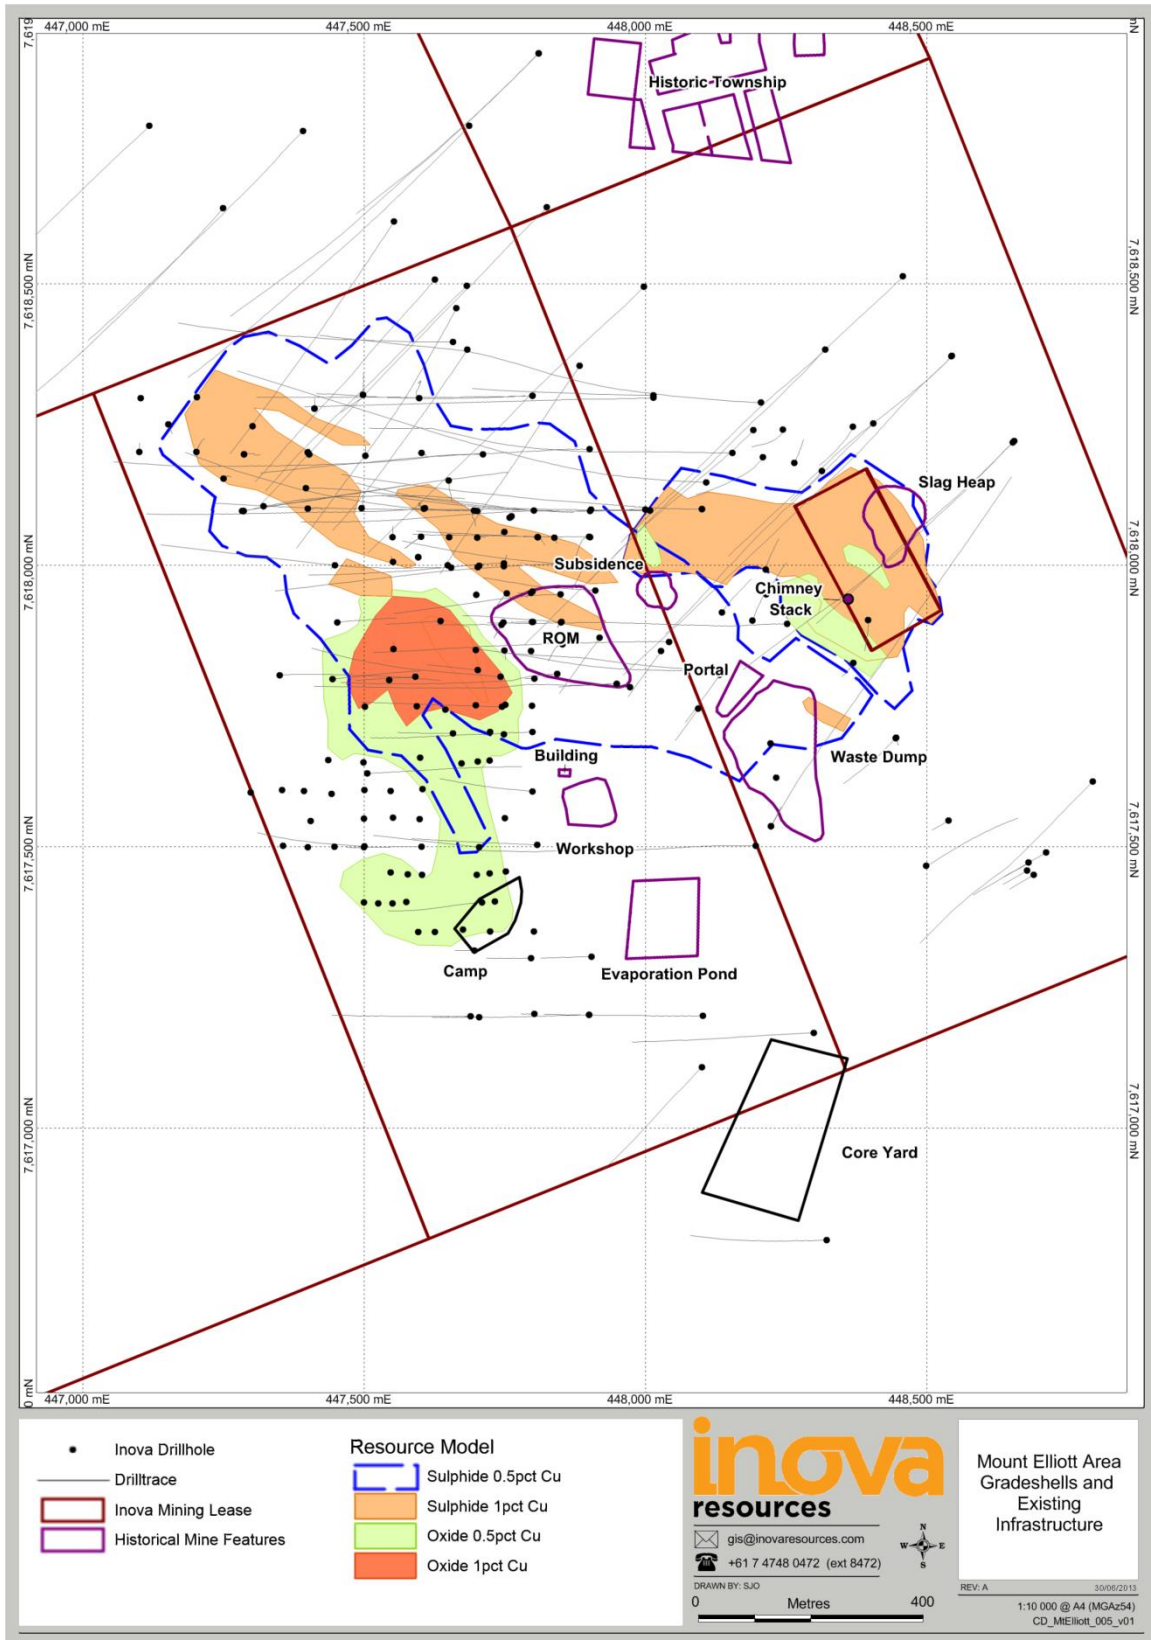 447,000 mE
447,500 mE
448,000 mE
448,500 mE
7,619
mN
Historic Township
7,618,500 mN
7,618,500 mN
Slag Heap
Subsidence
7,618,000 mN
7,618,000 mN
Chimney
Stack
ROM
Portal
Building
Waste Dump
Workshop
7,617,500 mN
7,617,500 mN
Camp
Evaporation Pond
7,617,000 mN
7,617,000 mN
Core Yard
0 mN
447,000 mE
447,500 mE
448,000 mE
448,500 mE
Inova Drillhole
Drilltrace
Inova Mining Lease
Historical Mine Features
Resource Model
Sulphide 0.5pct Cu
Sulphide 1pct Cu
Oxide 0.5pct Cu
Oxide 1pct Cu
inova
resources
gis@inovaresources.com
+61 7 4748 0472 (ext 8472)
N
W E
S
DRAWN BY: SJO
0 Metres 400
Mount Elliott Area
Gradeshells and
Existing
Infrastructure
REV: A 30/06/2013
1:10 000 @ A4 (MGAz54)
CD_MtElliott_005_v01